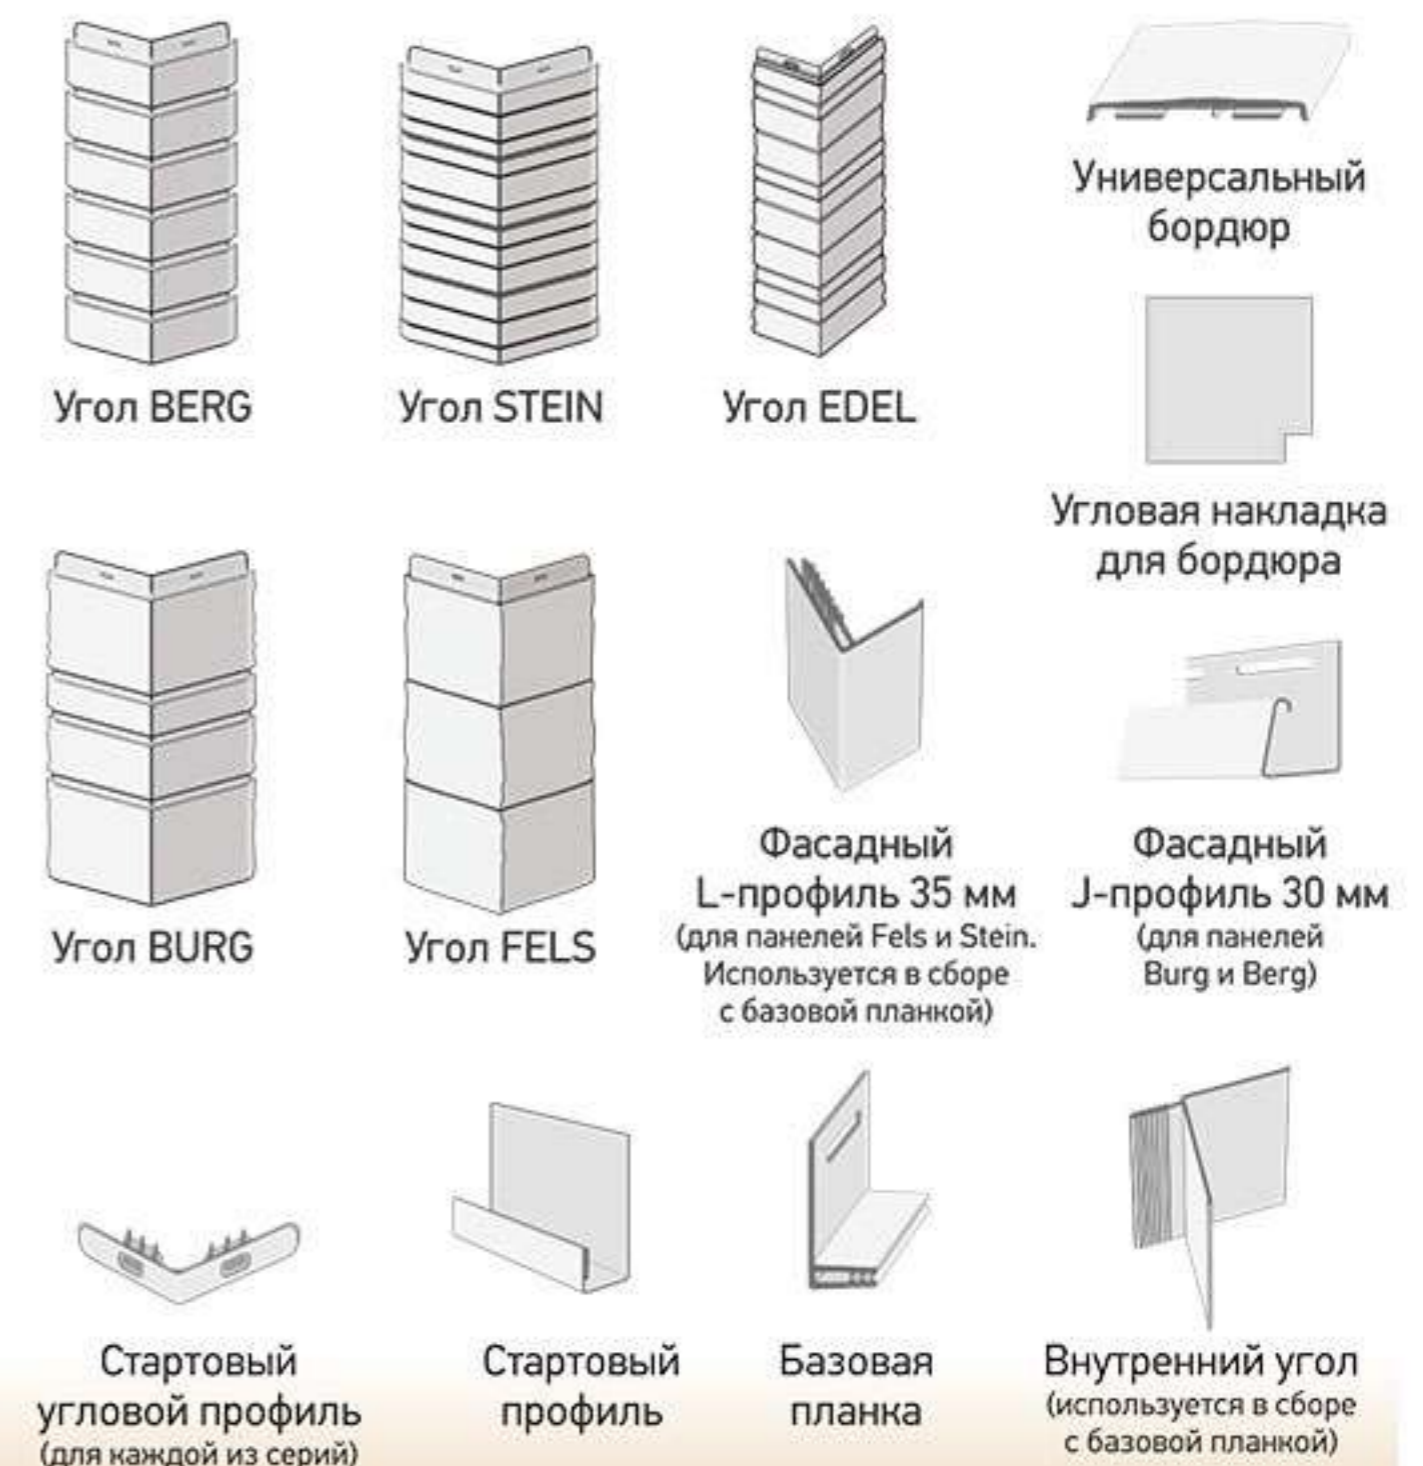 Универсальный
бордюр
Угол BERG
Угол STEIN
Угол EDEL
Угловая накладка
для бордюра
Угол BURG
Угол FELS
Фасадный
L-профиль 35 мм
(для панелей Fels и Stein.
Используется в сборе
с базовой планкой)
Фасадный
J-профиль 30 мм
(для панелей
Burg и Berg)
Стартовый
угловой профиль
(для каждой из серий)
Стартовый
профиль
Базовая
планка
Внутренний угол
(используется в сборе
с базовой планкой)